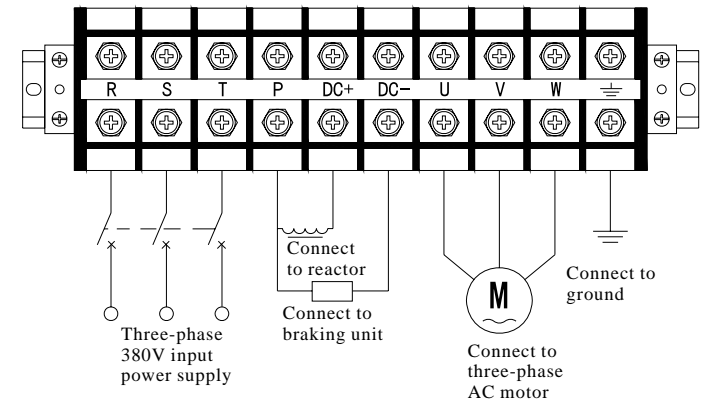 R S T P DC+ DC- U V W
Connect
to reactor
Connect to
braking unit
Three-phase
380V input
power supply
M
Connect to
three-phase
AC motor
Connect to
ground